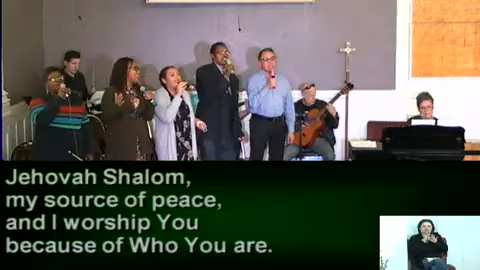 Jehovah Shalom,
my source of peace,
and I worship You
because of Who You are.